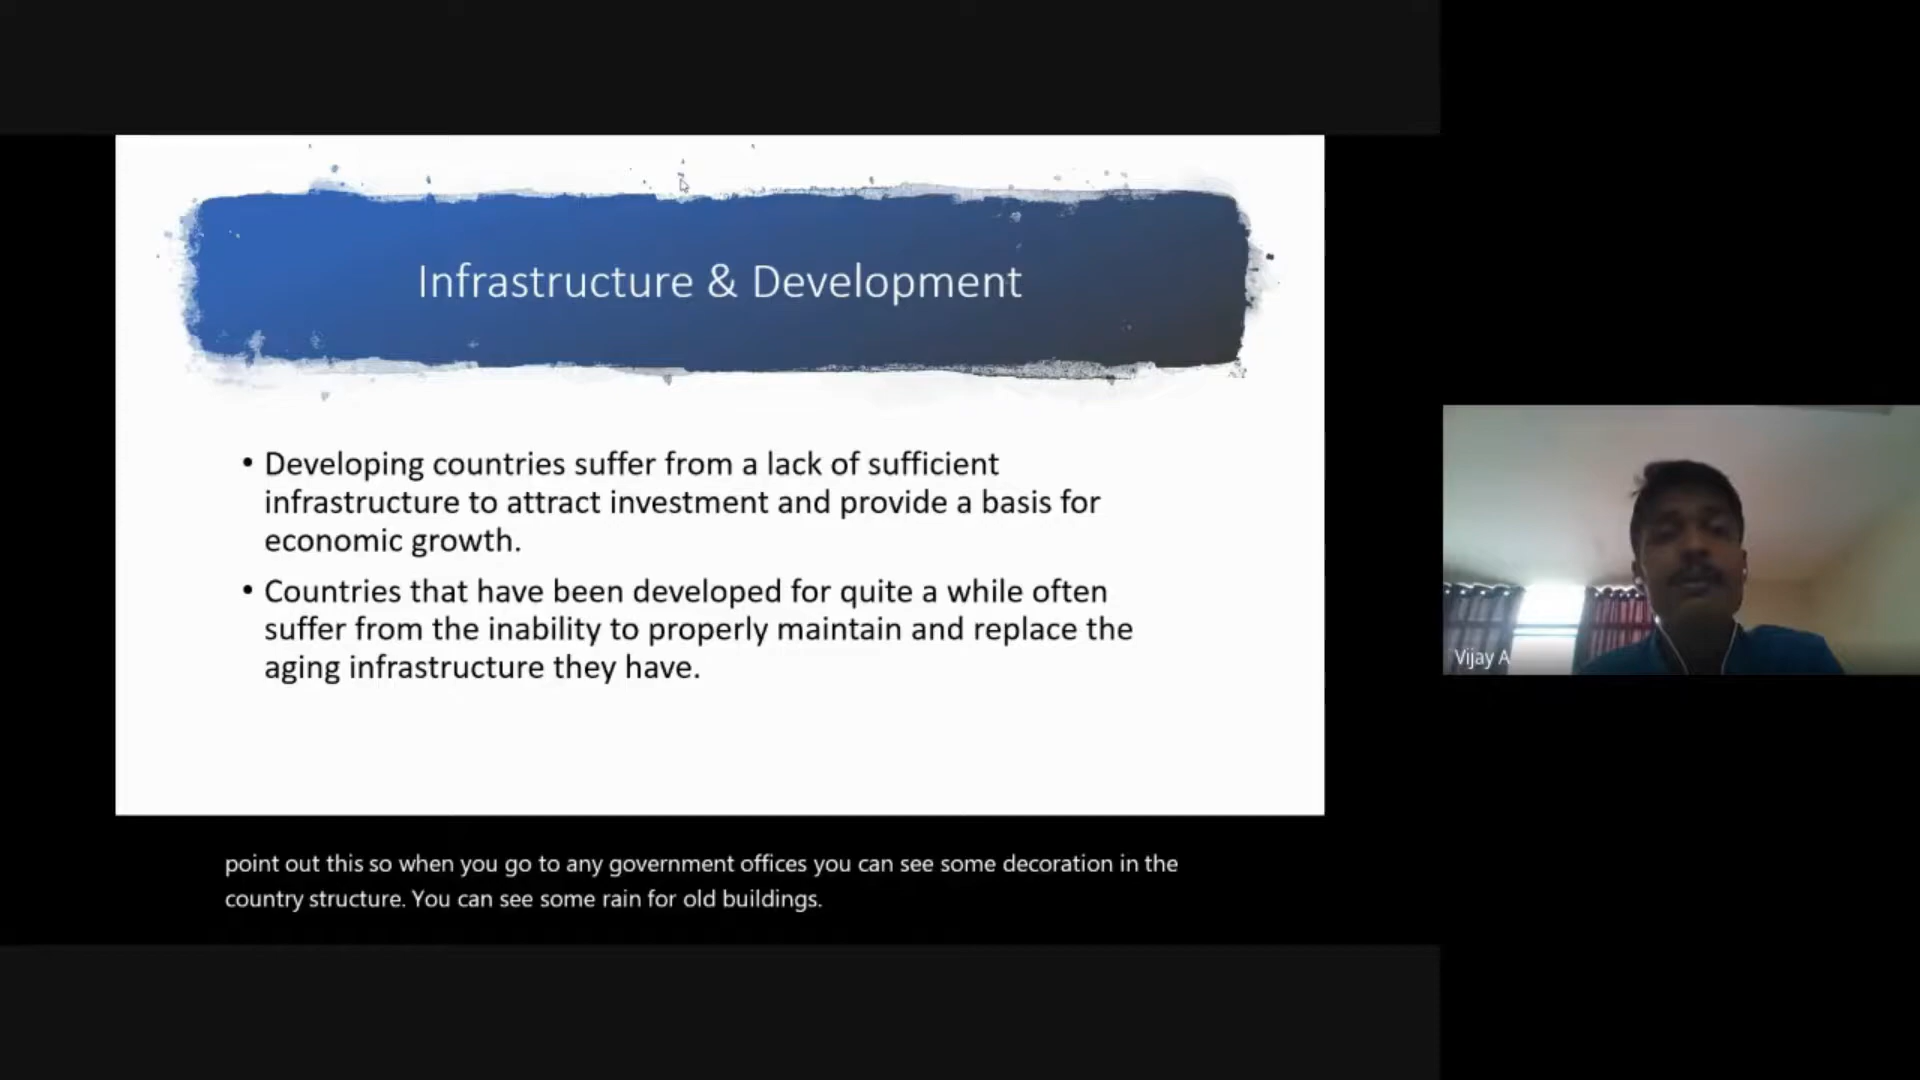 Infrastructure & Development
• Developing countries suffer from a lack of sufficient
infrastructure to attract investment and provide a basis for
economic growth.
• Countries that have been developed for quite a while often
suffer from the inability to properly maintain and replace the
aging infrastructure they have.
Vijay A
point out this so when you go to any government offices you can see some decoration in the
country structure. You can see some rain for old buildings.